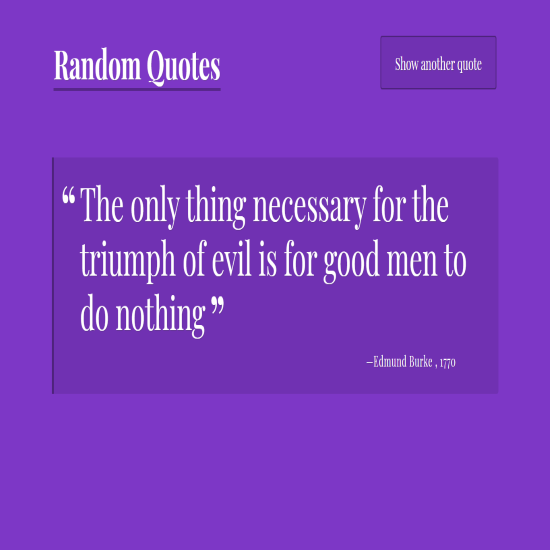 Random Quotes
Show another quote
“The only thing necessary for the
triumph of evil is for good men to
do nothing”
–Edmund Burke , 1770